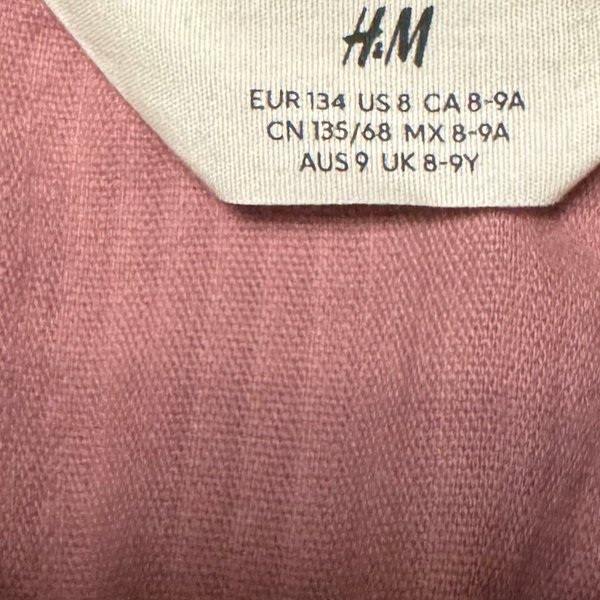 H&M
EUR 134 US 8 CA 8-9A
CN 135/68 MX 8-9A
AUS 9 UK 8-9Y